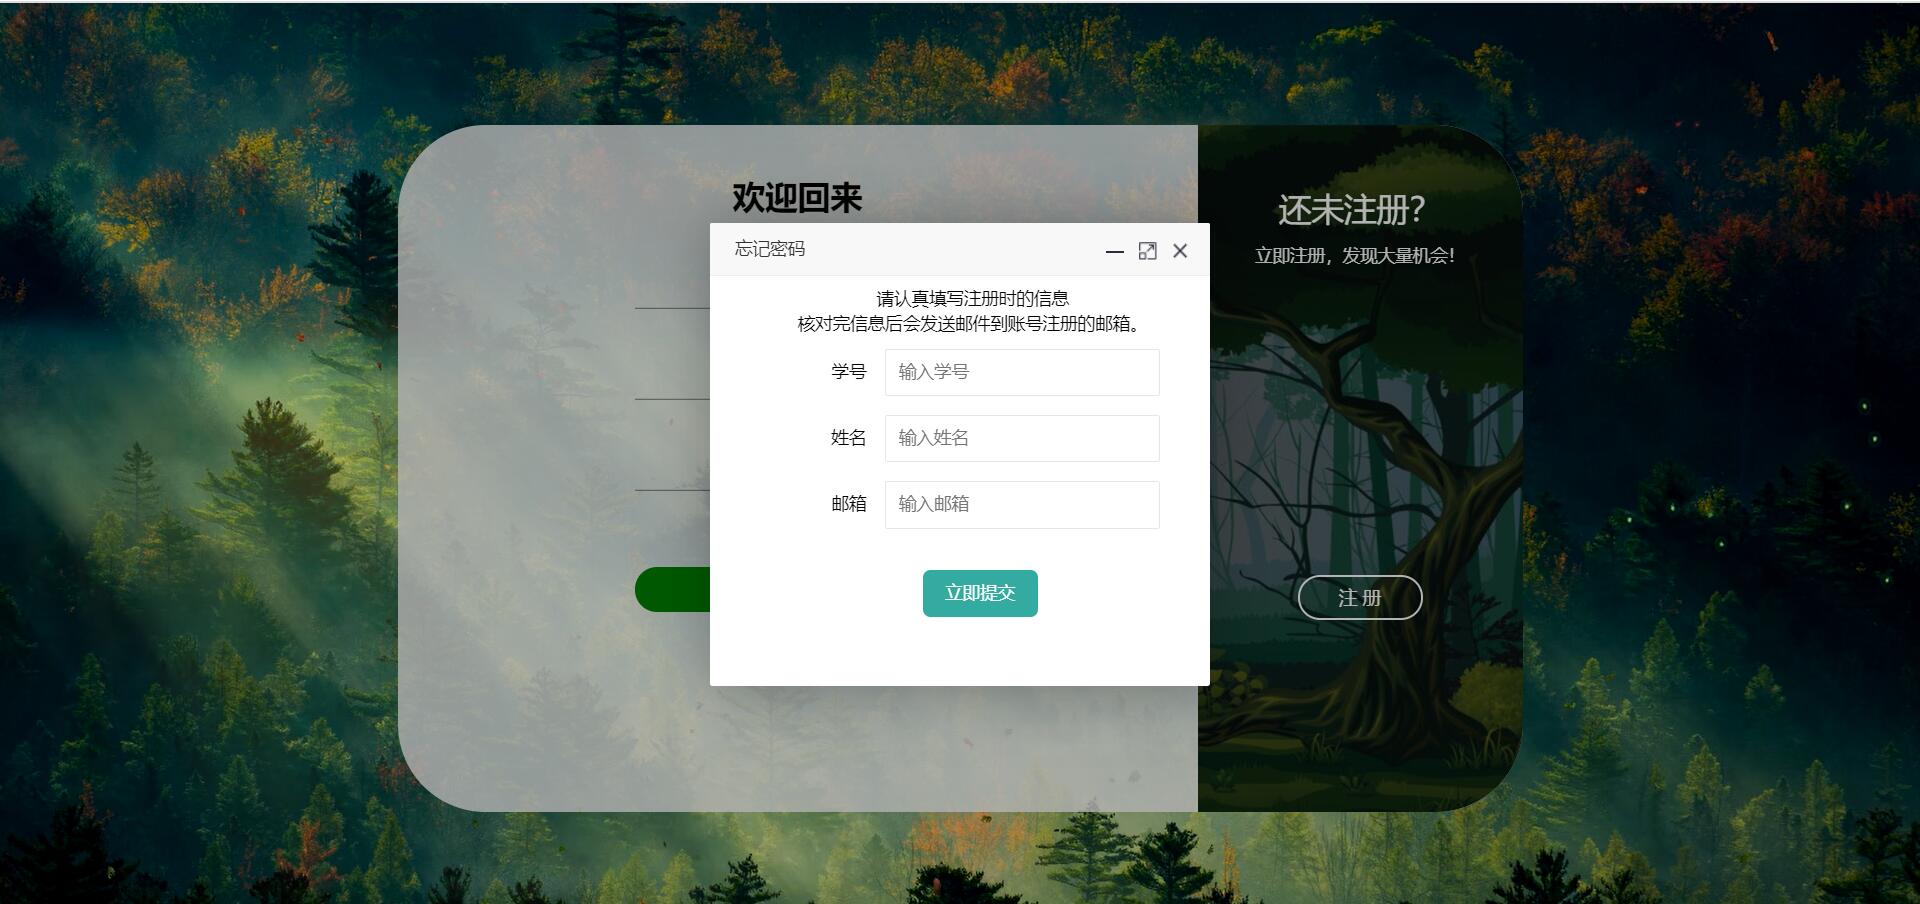 欢迎回来
忘记密码
请认真填写注册时的信息
核对完信息后会发送邮件到账号注册的邮箱。
学号
输入学号
姓名
输入姓名
邮箱
输入邮箱
立即提交
还未注册？
立即注册，发现大量机会！
注 册